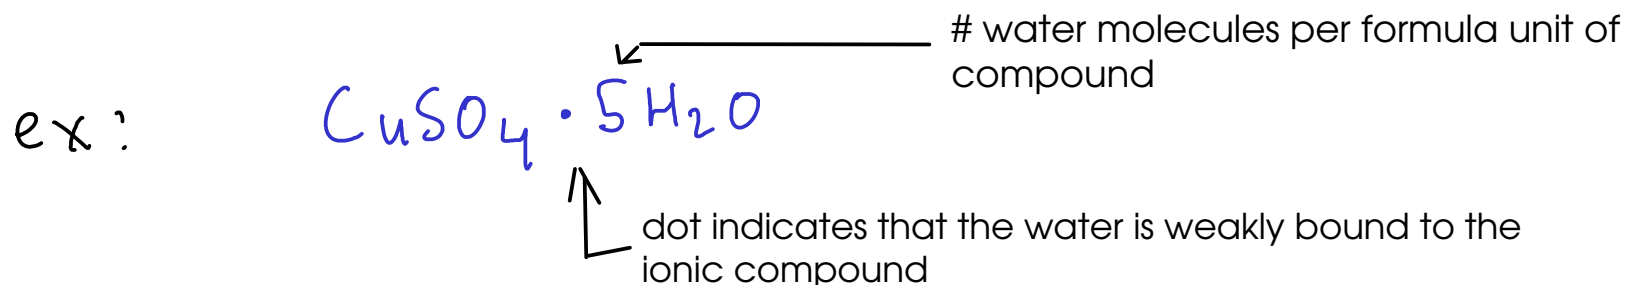 # water molecules per formula unit of
compound
ex: CuSO4 · 5H2O
dot indicates that the water is weakly bound to the
ionic compound